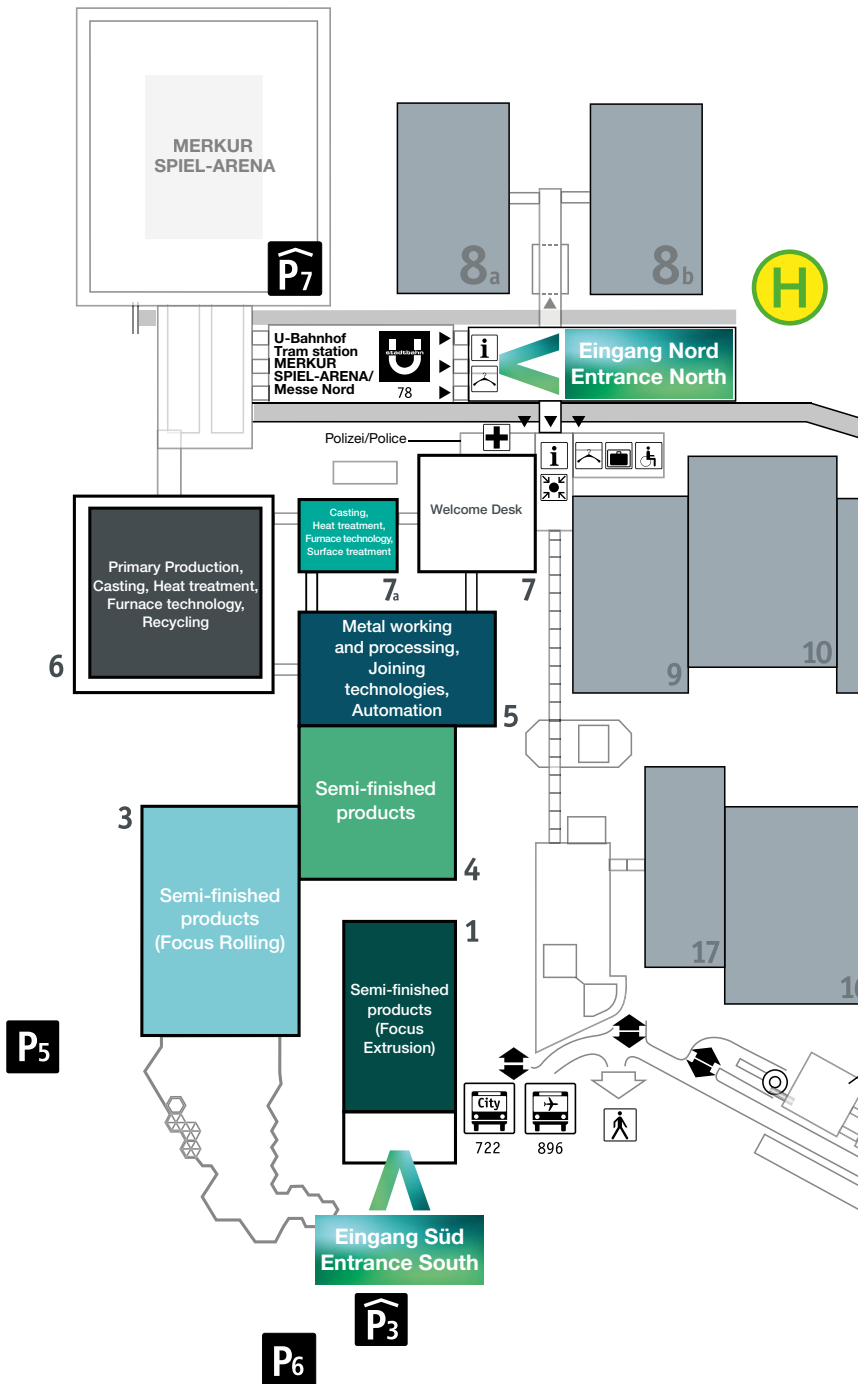 MERKUR
SPIEL-ARENA
P7
8a
8b
H
U-Bahnhof
Tram station
MERKUR
SPIEL-ARENA/
Messe Nord
U
stadtbahn
78
i
Eingang Nord
Entrance North
Polizei/Police
i
Welcome Desk
7
Casting,
Heat treatment,
Furnace technology,
Surface treatment
7a
Primary Production,
Casting, Heat treatment,
Furnace technology,
Recycling
6
Metal working
and processing,
Joining
technologies,
Automation
5
9
10
Semi-finished
products
4
3
Semi-finished
products
(Focus Rolling)
1
Semi-finished
products
(Focus
Extrusion)
17
P5
City
722
896
Eingang Süd
Entrance South
P3
P6